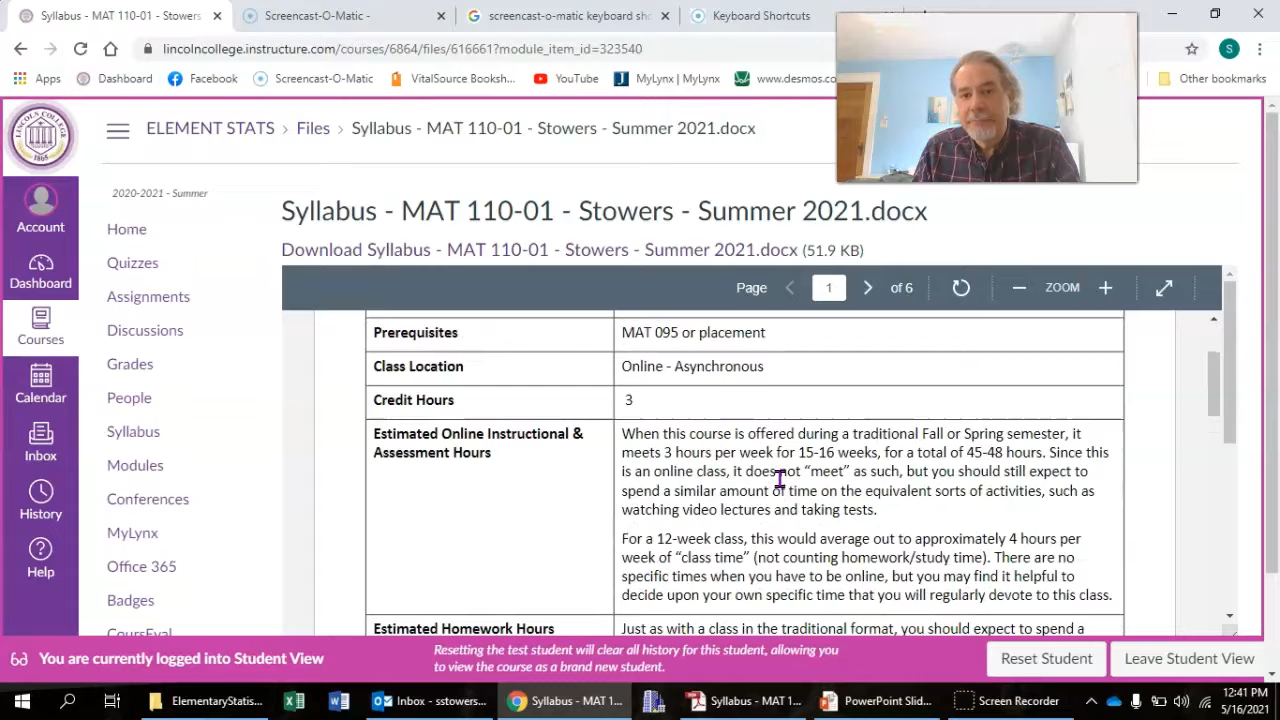 Syllabus - MAT 110-01 - Stowers
Screencast-O-Matic -
screencast-o-matic keyboard sho
Keyboard Shortcuts
lincolncollege.instructure.com/courses/6864/files/616661?module_item_id=323540
S
Apps
Dashboard
Facebook
Screencast-O-Matic
VitalSource Booksh...
YouTube
MyLynx | MyLynx
www.desmos.co
Other bookmarks
LINCOLN COLLEGE
1865
ELEMENT STATS › Files › Syllabus - MAT 110-01 - Stowers - Summer 2021.docx
Account
Dashboard
Courses
Calendar
Inbox
History
Help
2020-2021 - Summer
Home
Quizzes
Assignments
Discussions
Grades
People
Syllabus
Modules
Conferences
MyLynx
Office 365
Badges
CoursEval
Syllabus - MAT 110-01 - Stowers - Summer 2021.docx
Download Syllabus - MAT 110-01 - Stowers - Summer 2021.docx (51.9 KB)
Page 1 of 6 ZOOM
Prerequisites
MAT 095 or placement
Class Location
Online - Asynchronous
Credit Hours
3
Estimated Online Instructional &
Assessment Hours
When this course is offered during a traditional Fall or Spring semester, it
meets 3 hours per week for 15-16 weeks, for a total of 45-48 hours. Since this
is an online class, it does not “meet” as such, but you should still expect to
spend a similar amount of time on the equivalent sorts of activities, such as
watching video lectures and taking tests.
For a 12-week class, this would average out to approximately 4 hours per
week of “class time” (not counting homework/study time). There are no
specific times when you have to be online, but you may find it helpful to
decide upon your own specific time that you will regularly devote to this class.
Estimated Homework Hours
Just as with a class in the traditional format, you should expect to spend a
You are currently logged into Student View
Resetting the test student will clear all history for this student, allowing you
to view the course as a brand new student.
Reset Student
Leave Student View
ElementaryStatis...
Inbox - sstowers...
Syllabus - MAT 1...
Syllabus - MAT 1...
PowerPoint Slid...
Screen Recorder
12:41 PM
5/16/2021